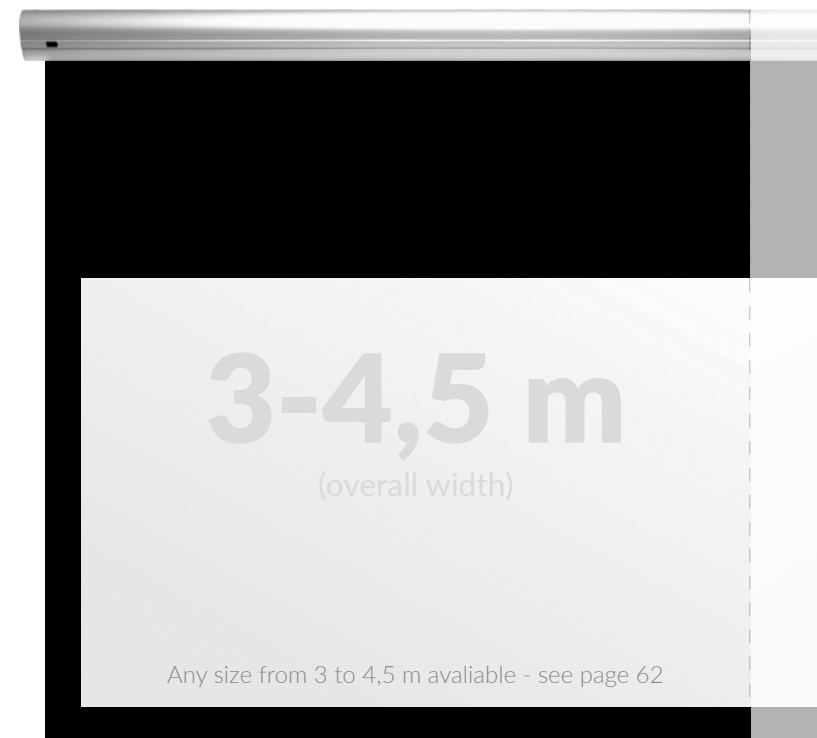 3-4,5 m
(overall width)
Any size from 3 to 4,5 m avaliable - see page 62